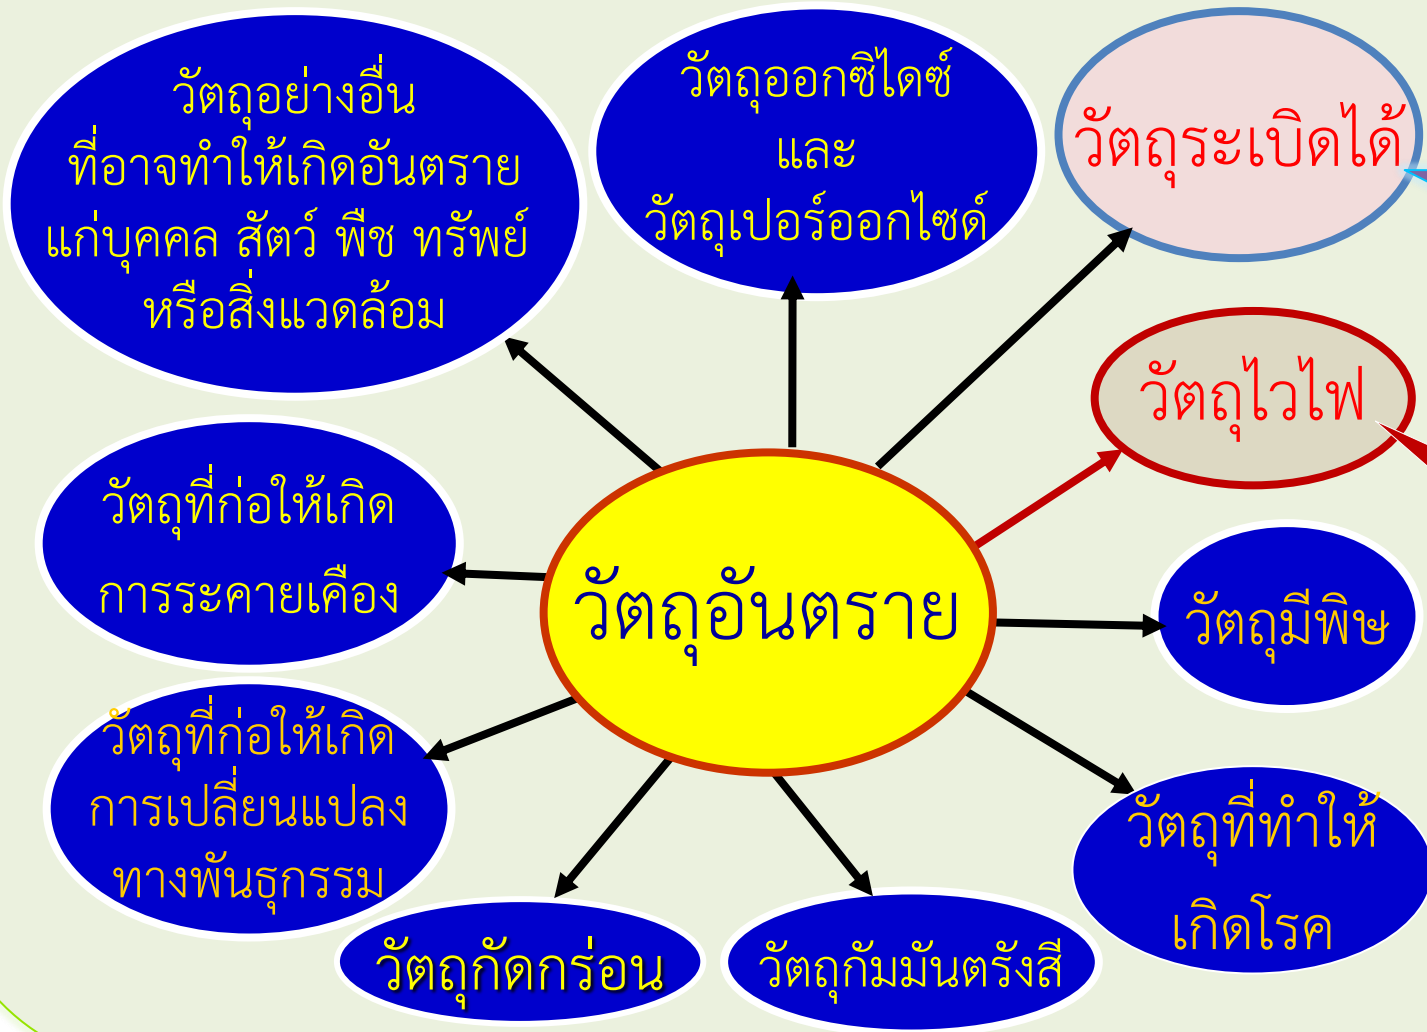 วัตถุอย่างอื่น
ที่อาจทำให้เกิดอันตราย
แก่บุคคล สัตว์ พืช ทรัพย์
หรือสิ่งแวดล้อม
วัตถุออกซิไดซ์
และ
วัตถุเปอร์ออกไซด์
วัตถุระเบิดได้
วัตถุไวไฟ
วัตถุที่ก่อให้เกิด
การระคายเคือง
วัตถุอันตราย
วัตถุมีพิษ
วัตถุที่ก่อให้เกิด
การเปลี่ยนแปลง
ทางพันธุกรรม
วัตถุที่ทำให้
เกิดโรค
วัตถุกัดกร่อน
วัตถุกัมมันตรังสี